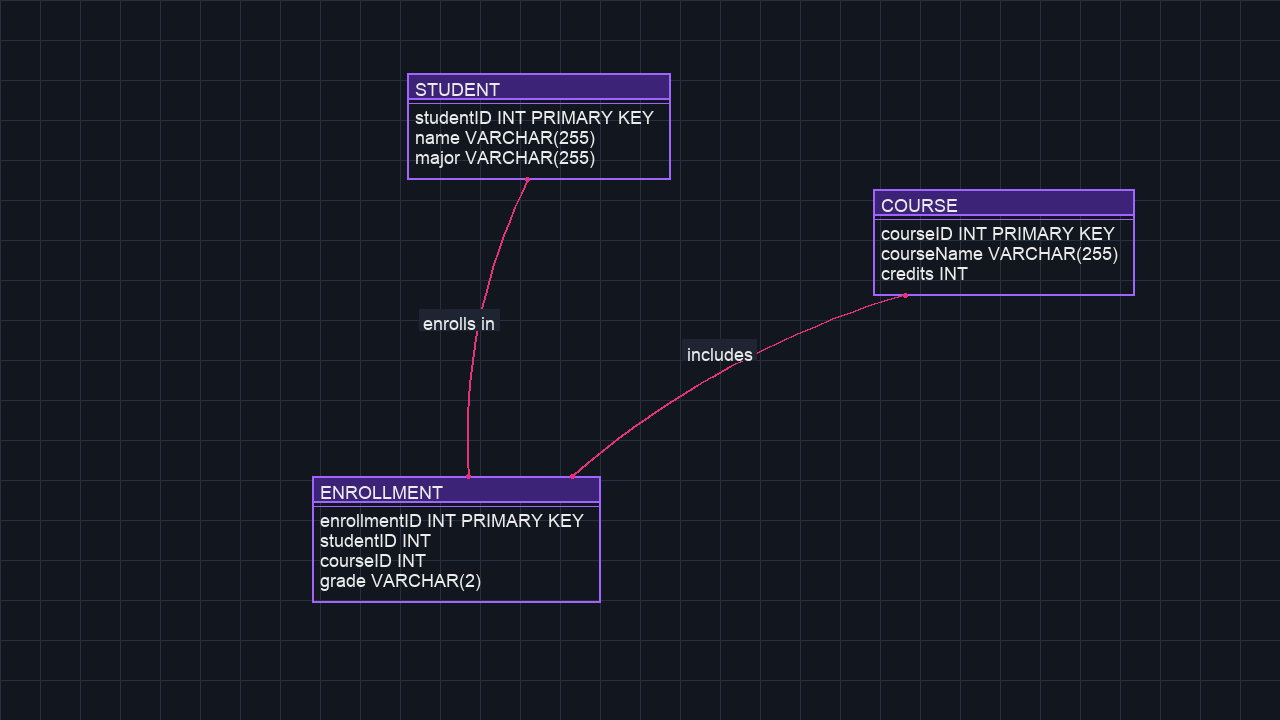 STUDENT
studentID INT PRIMARY KEY
name VARCHAR(255)
major VARCHAR(255)
COURSE
courseID INT PRIMARY KEY
courseName VARCHAR(255)
credits INT
enrolls in
includes
ENROLLMENT
enrollmentID INT PRIMARY KEY
studentID INT
courseID INT
grade VARCHAR(2)